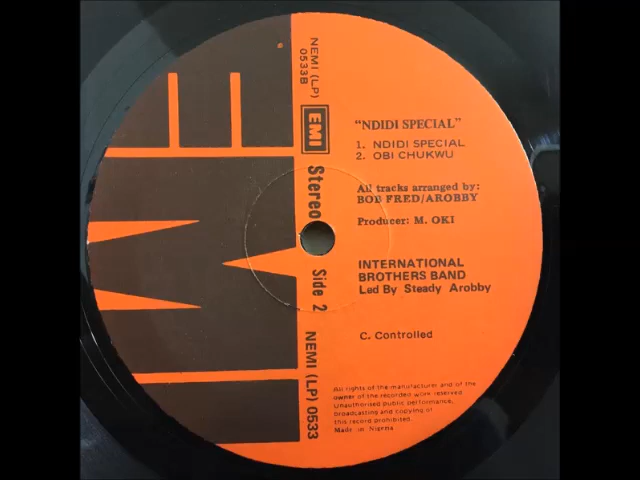 NEMI (LP)
0533B
EMI
Stereo
Side 2
NEMI (LP) 0533
"NDIDI SPECIAL"
1. NDIDI SPECIAL
2. OBI CHUKWU
All tracks arranged by:
BOB FRED/AROBBY
Producer: M. OKI
INTERNATIONAL
BROTHERS BAND
Led By Steady Arobby
C. Controlled
All rights of the manufacturer and of the
owner of the recorded work reserved
Unauthorised public performance,
broadcasting and copying of
this record prohibited.
Made in Nigeria